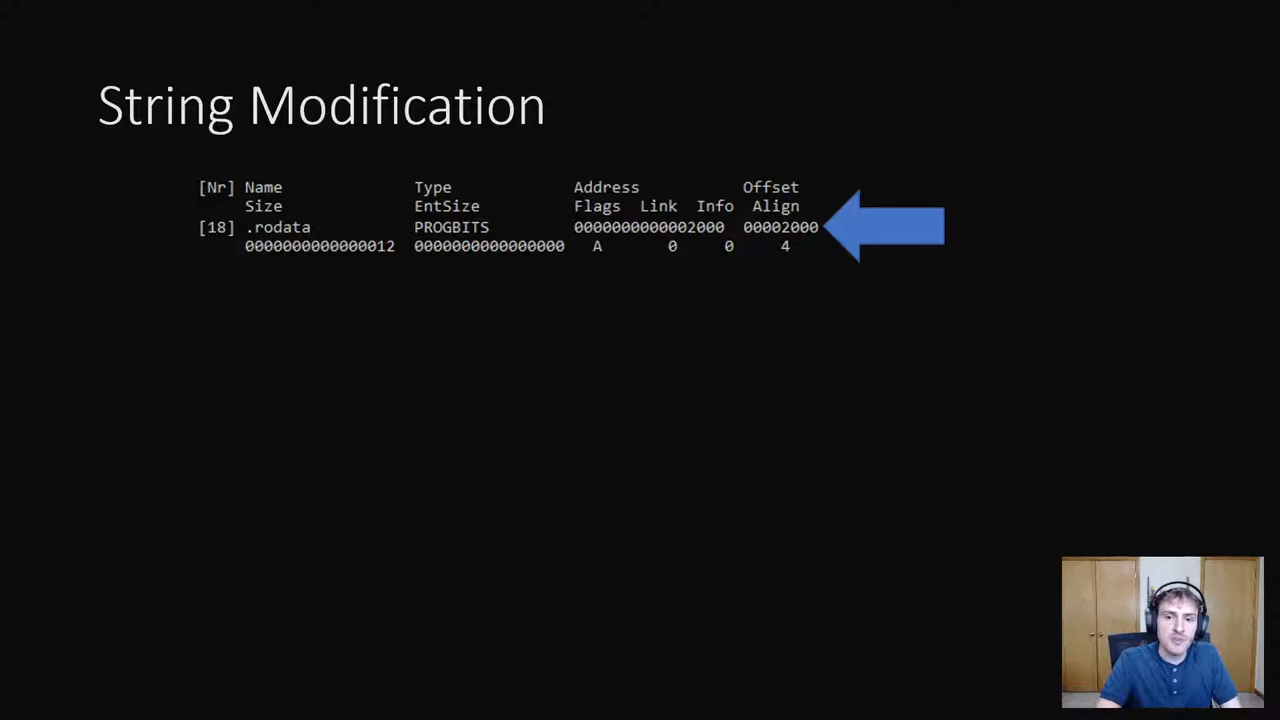 String Modification
[Nr] Name Type Address Offset
Size EntSize Flags Link Info Align
[18] .rodata PROGBITS 0000000000002000 00002000
0000000000000012 0000000000000000 A 0 0 4